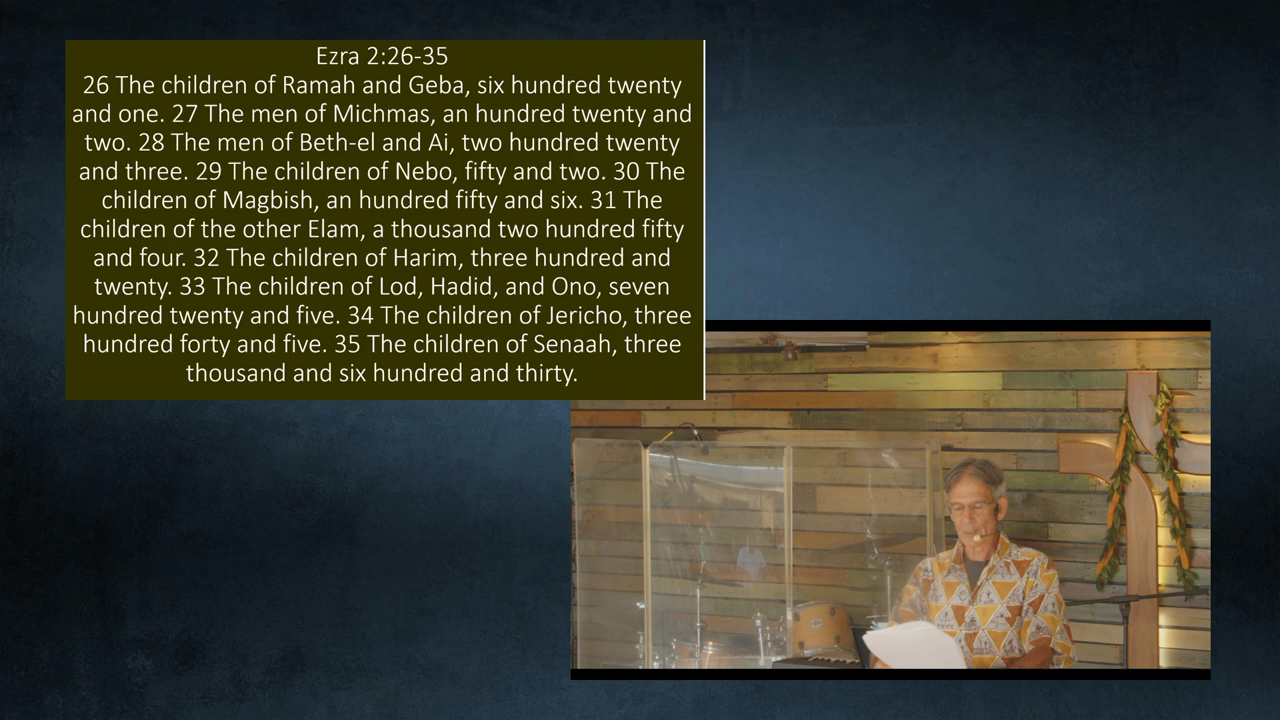 Ezra 2:26-35
26 The children of Ramah and Geba, six hundred twenty
and one. 27 The men of Michmas, an hundred twenty and
two. 28 The men of Beth-el and Ai, two hundred twenty
and three. 29 The children of Nebo, fifty and two. 30 The
children of Magbish, an hundred fifty and six. 31 The
children of the other Elam, a thousand two hundred fifty
and four. 32 The children of Harim, three hundred and
twenty. 33 The children of Lod, Hadid, and Ono, seven
hundred twenty and five. 34 The children of Jericho, three
hundred forty and five. 35 The children of Senaah, three
thousand and six hundred and thirty.